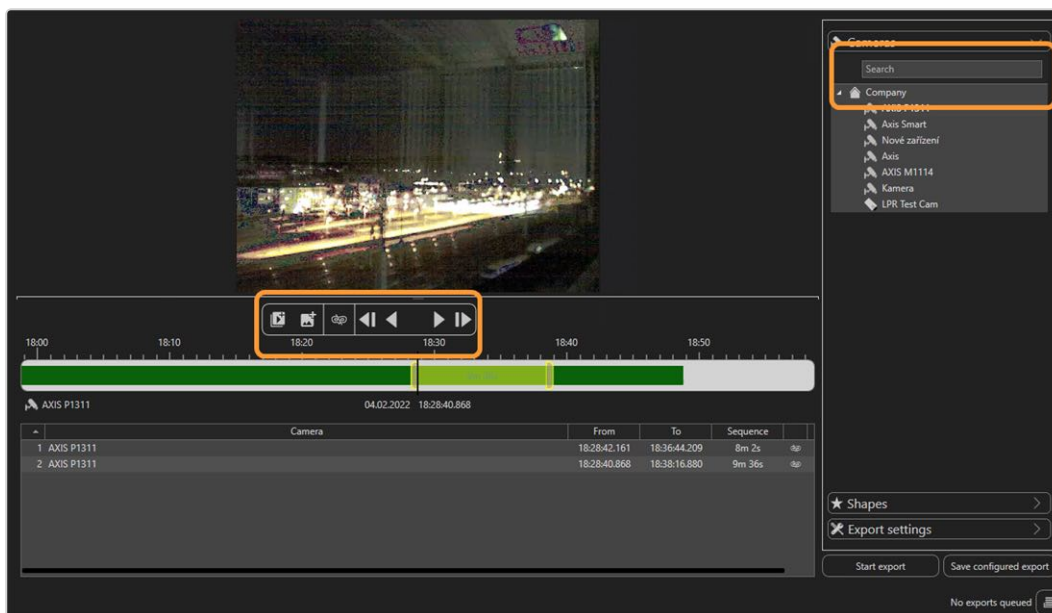 Cameras
Search
Company
AXIS P1311
Axis Smart
Nové zařízení
Axis
AXIS M1114
Kamera
LPR Test Cam
18:00 18:10 18:20 18:30 18:40 18:50
AXIS P1311 04.02.2022 18:28:40.868
Camera From To Sequence
1 AXIS P1311 18:28:42.161 18:36:44.209 8m 2s
2 AXIS P1311 18:28:40.868 18:38:16.880 9m 36s
Shapes
Export settings
Start export Save configured export
No exports queued